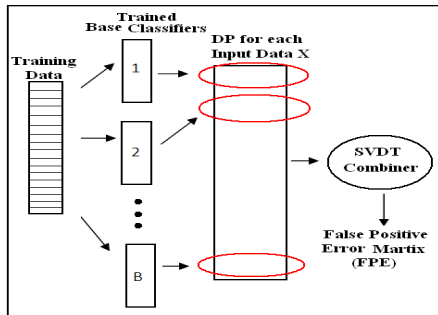 Trained
Base Classifiers
Training
Data
DP for each
Input Data X
1
2
B
SVDT
Combiner
False Positive
Error Martix
(FPE)